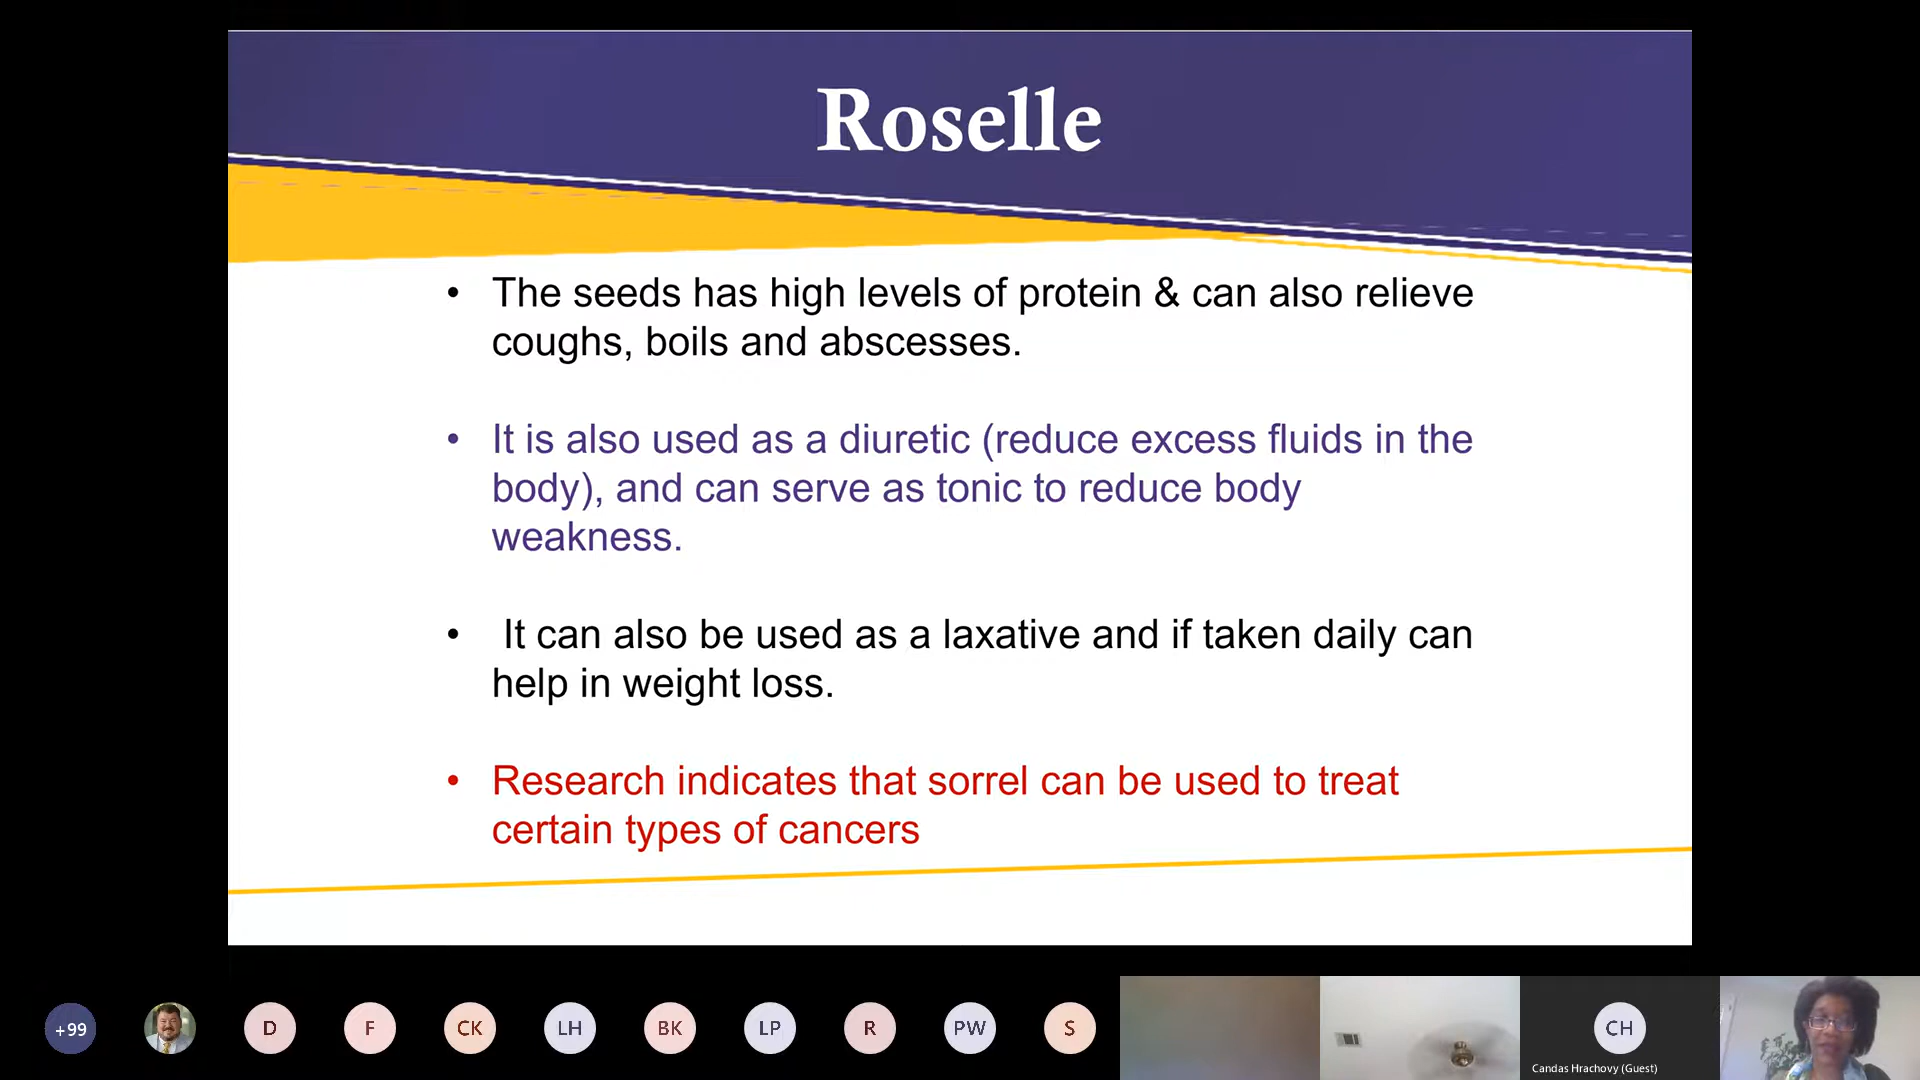 Roselle
• The seeds has high levels of protein & can also relieve
coughs, boils and abscesses.
• It is also used as a diuretic (reduce excess fluids in the
body), and can serve as tonic to reduce body
weakness.
• It can also be used as a laxative and if taken daily can
help in weight loss.
• Research indicates that sorrel can be used to treat
certain types of cancers
+99
D
F
CK
LH
BK
LP
R
PW
S
CH
Candas Hrachovy (Guest)